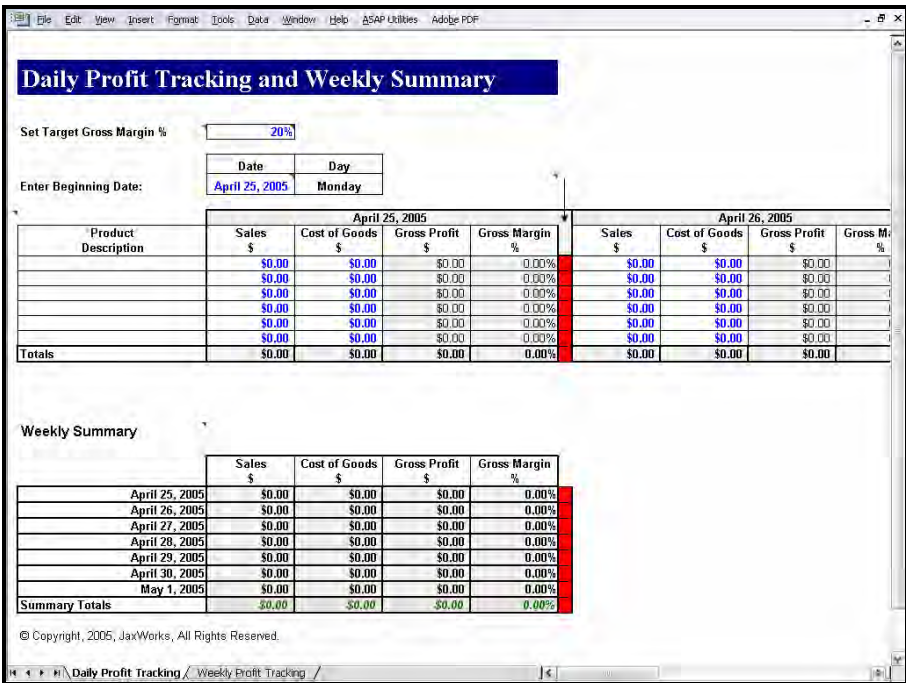 File Edit View Insert Format Tools Data Window Help ASAP Utilities Adobe PDF
Daily Profit Tracking and Weekly Summary
Set Target Gross Margin % 20%
Date Day
Enter Beginning Date: April 25, 2005 Monday
April 25, 2005 April 26, 2005
Product Sales Cost of Goods Gross Profit Gross Margin Sales Cost of Goods Gross Profit Gross Ma
Description $ $ $ % $ $ $ %
$0.00 $0.00 $0.00 0.00% $0.00 $0.00 $0.00
$0.00 $0.00 $0.00 0.00% $0.00 $0.00 $0.00
$0.00 $0.00 $0.00 0.00% $0.00 $0.00 $0.00
$0.00 $0.00 $0.00 0.00% $0.00 $0.00 $0.00
$0.00 $0.00 $0.00 0.00% $0.00 $0.00 $0.00
$0.00 $0.00 $0.00 0.00% $0.00 $0.00 $0.00
Totals $0.00 $0.00 $0.00 0.00% $0.00 $0.00 $0.00
Weekly Summary
Sales Cost of Goods Gross Profit Gross Margin
$ $ $ %
April 25, 2005 $0.00 $0.00 $0.00 0.00%
April 26, 2005 $0.00 $0.00 $0.00 0.00%
April 27, 2005 $0.00 $0.00 $0.00 0.00%
April 28, 2005 $0.00 $0.00 $0.00 0.00%
April 29, 2005 $0.00 $0.00 $0.00 0.00%
April 30, 2005 $0.00 $0.00 $0.00 0.00%
May 1, 2005 $0.00 $0.00 $0.00 0.00%
Summary Totals $0.00 $0.00 $0.00 0.00%
© Copyright, 2005, JaxWorks, All Rights Reserved.
Daily Profit Tracking Weekly Profit Tracking